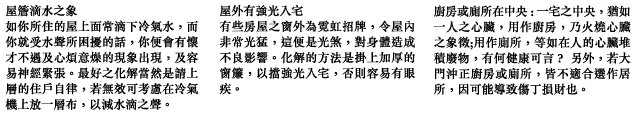 屋簷滴水之象
如你所住的屋上面常滴下冷氣水，而
你就受水聲所困擾的話，你便會有懷
才不遇及心煩意燥的現象出現，及容
易神經緊張。最好之化解當然是請上
層的住戶自律，若無效可考慮在冷氣
機上放一層布，以減水滴之聲。
屋外有強光入宅
有些房屋之窗外為霓虹招牌，令屋內
非常光猛，這便是光煞，對身體造成
不良影響。化解的方法是掛上加厚的
窗簾，以擋強光入宅，否則容易有眼
疾。
廚房或廁所在中央：一宅之中央，猶如
一人之心臟，用作廚房，乃火燒心臟
之象徵；用作廁所，等如在人的心臟堆
積廢物，有何健康可言？ 另外，若大
門沖正廚房或廁所，皆不適合選作居
所，因可能導致傷丁損財也。